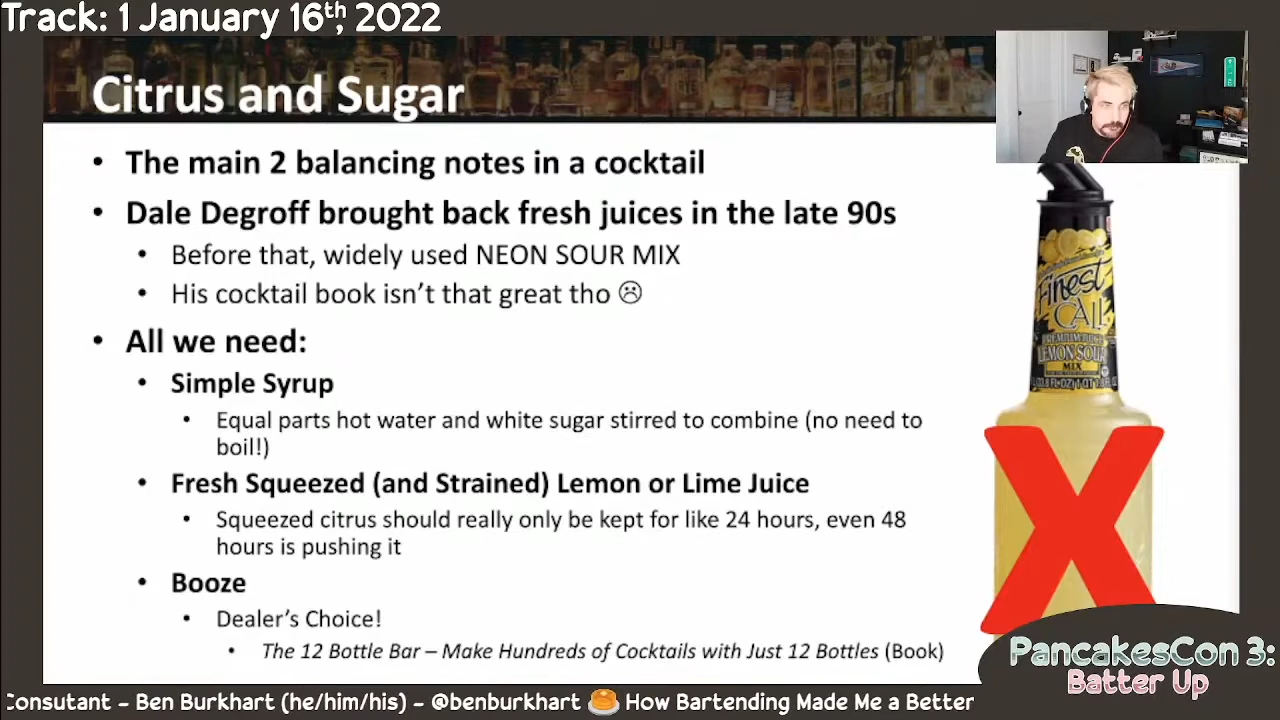 Track: 1 January 16th, 2022
Citrus and Sugar
• The main 2 balancing notes in a cocktail
• Dale Degroff brought back fresh juices in the late 90s
• Before that, widely used NEON SOUR MIX
• His cocktail book isn't that great tho ☹
• All we need:
• Simple Syrup
• Equal parts hot water and white sugar stirred to combine (no need to
boil!)
• Fresh Squeezed (and Strained) Lemon or Lime Juice
• Squeezed citrus should really only be kept for like 24 hours, even 48
hours is pushing it
• Booze
• Dealer's Choice!
• The 12 Bottle Bar – Make Hundreds of Cocktails with Just 12 Bottles (Book)
Finest
CALL
LEMON SOUR
MIX
X
PancakesCon 3:
Batter Up
Consutant - Ben Burkhart (he/him/his) - @benburkhart 🥞 How Bartending Made Me a Better